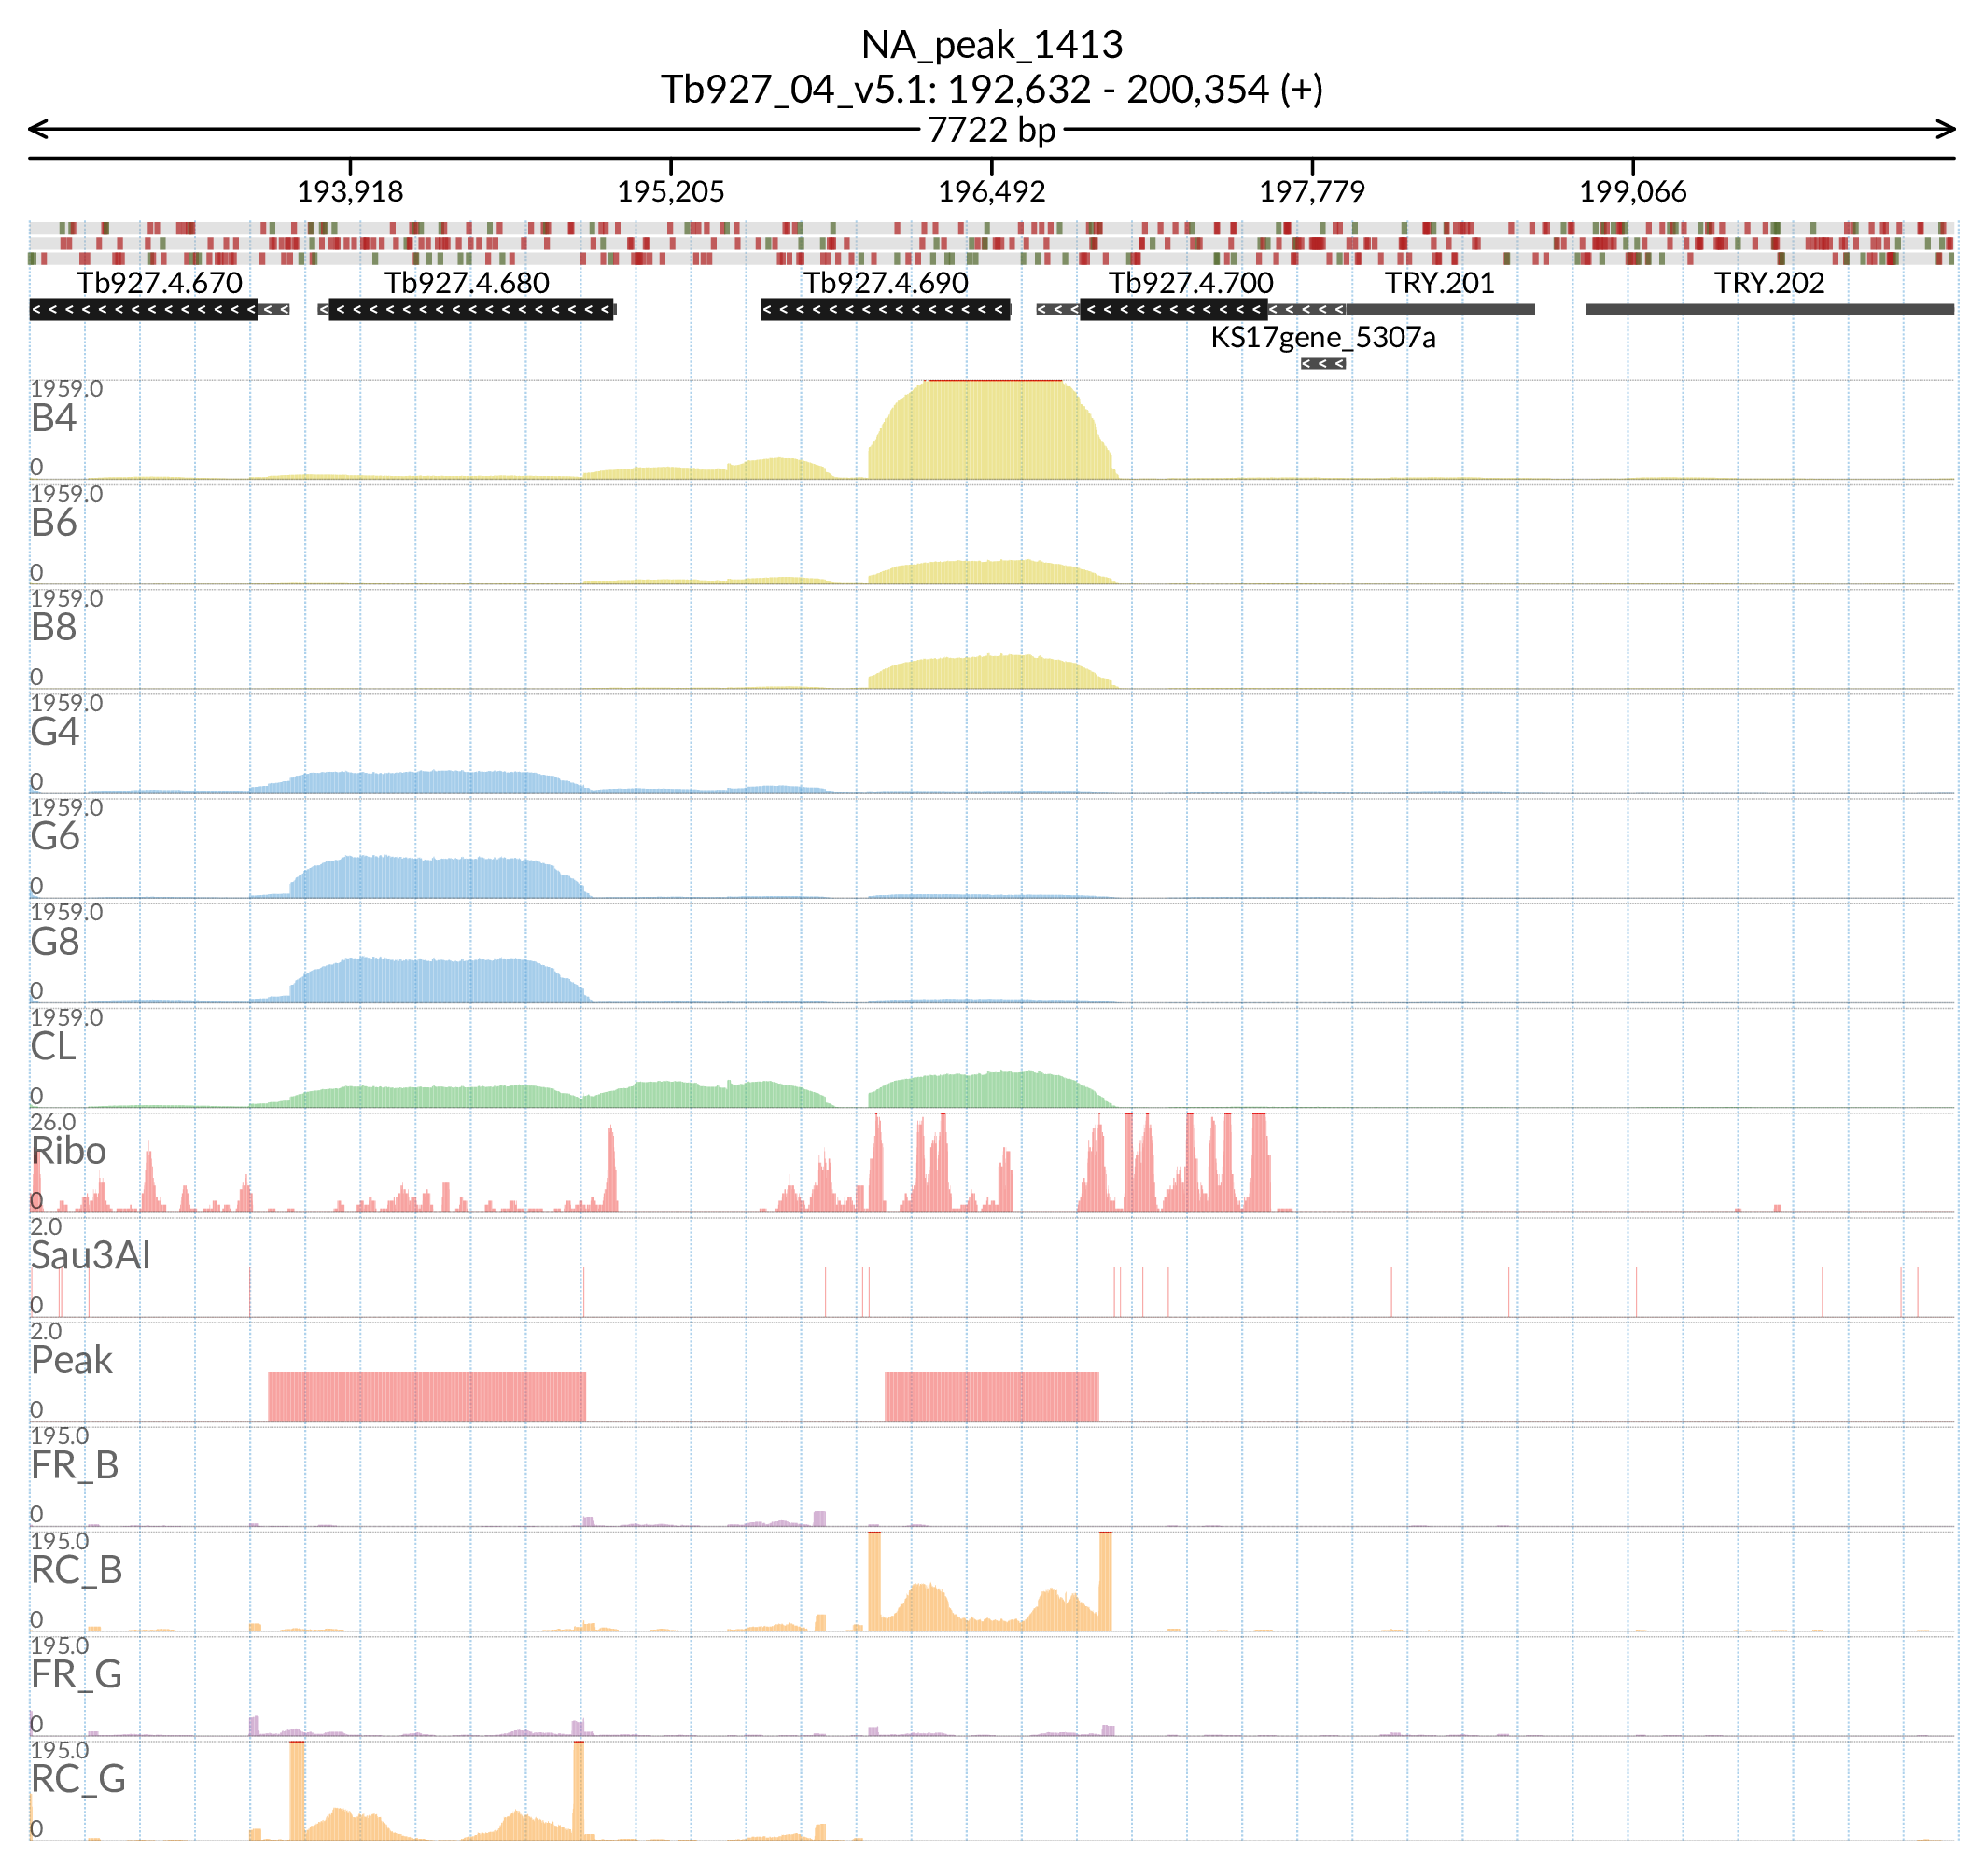 NA_peak_1413
Tb927_04_v5.1: 192,632 - 200,354 (+)
7722 bp
193,918 195,205 196,492 197,779 199,066
Tb927.4.670 Tb927.4.680 Tb927.4.690 Tb927.4.700 TRY.201 TRY.202
KS17gene_5307a
1959.0
B4
0
1959.0
B6
0
1959.0
B8
0
1959.0
G4
0
1959.0
G6
0
1959.0
G8
0
1959.0
CL
0
26.0
Ribo
0
2.0
Sau3AI
0
2.0
Peak
0
195.0
FR_B
0
195.0
RC_B
0
195.0
FR_G
0
195.0
RC_G
0